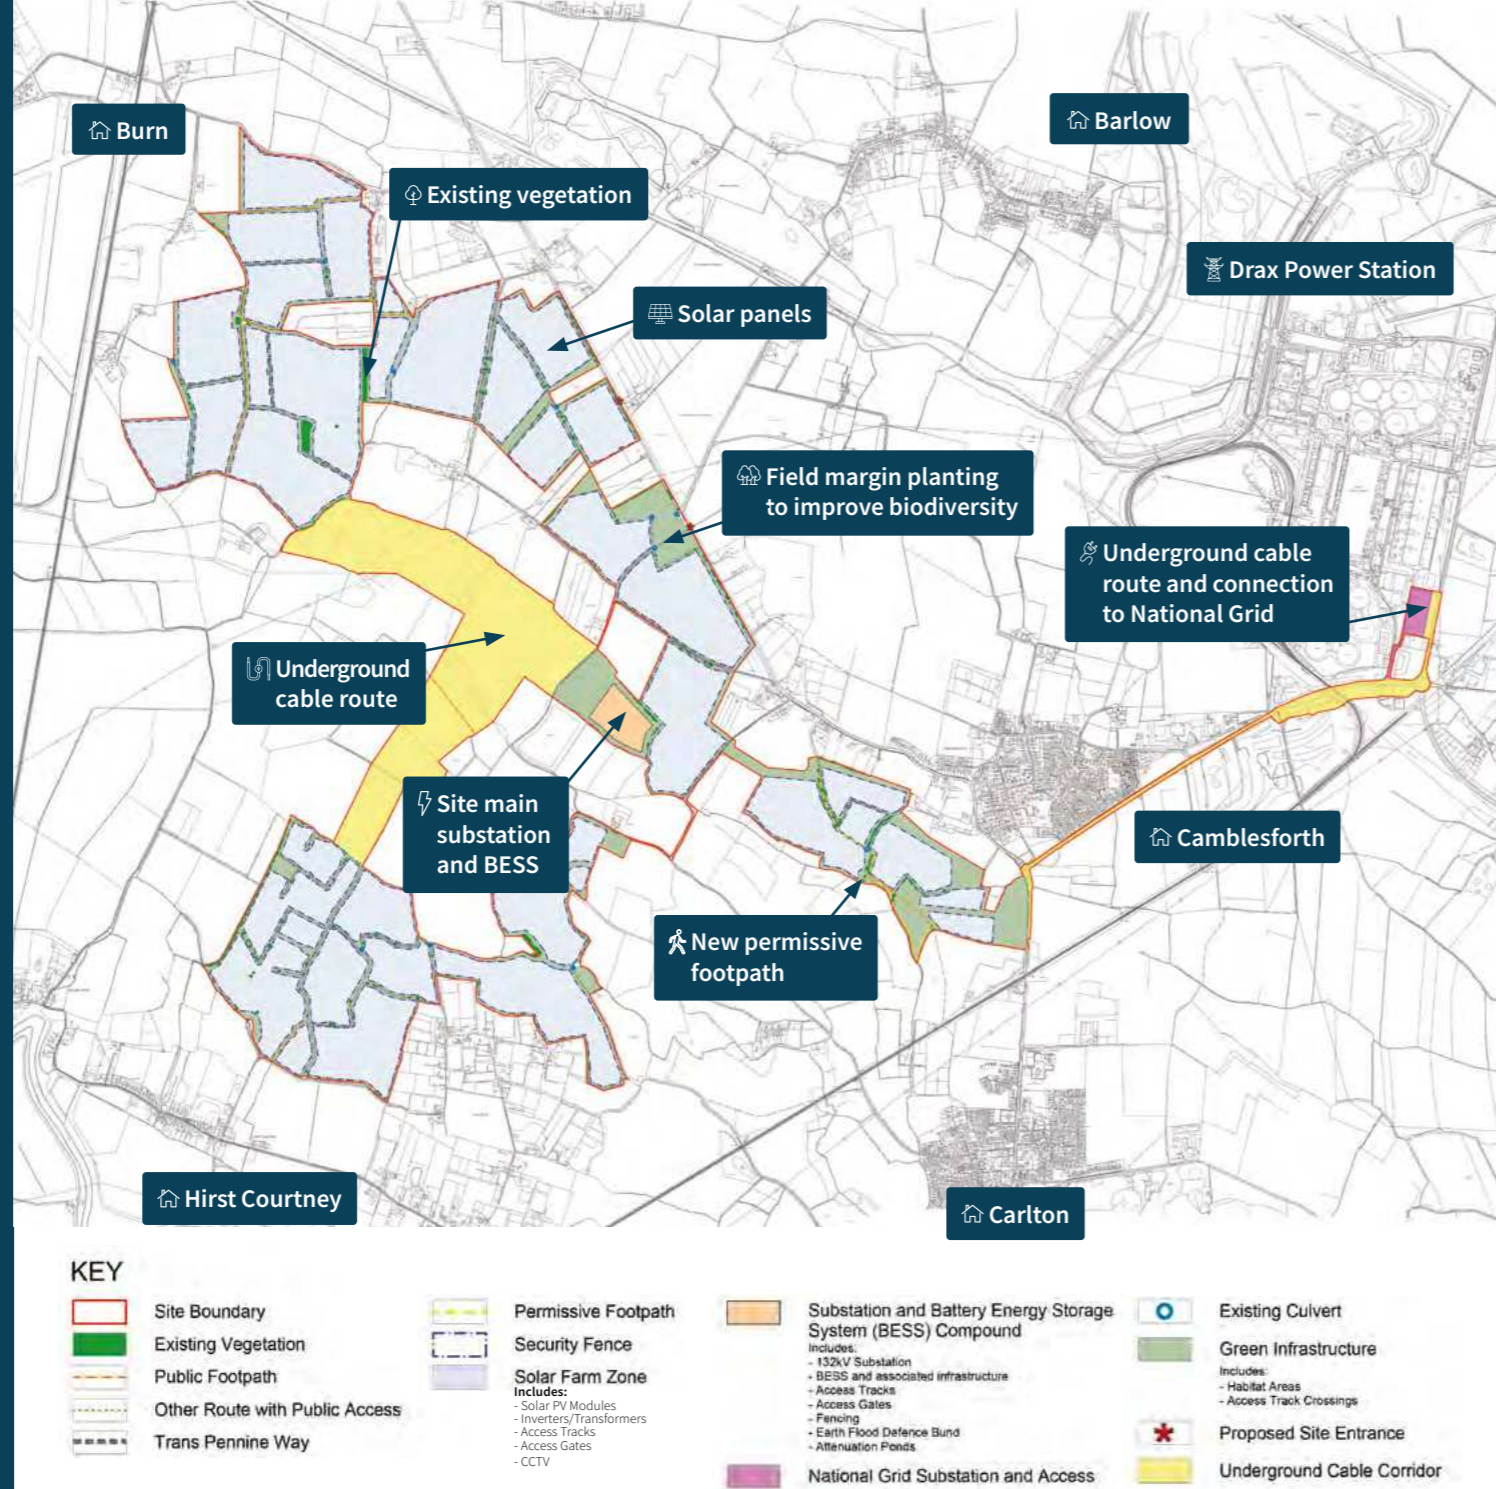 Burn
Barlow
Existing vegetation
Drax Power Station
Solar panels
Field margin planting
to improve biodiversity
Underground cable
route and connection
to National Grid
Underground
cable route
Site main
substation
and BESS
Camblesforth
New permissive
footpath
Hirst Courtney
Carlton
KEY
Site Boundary
Existing Vegetation
Public Footpath
Other Route with Public Access
Trans Pennine Way
Permissive Footpath
Security Fence
Solar Farm Zone
Includes:
- Solar PV Modules
- Inverters/Transformers
- Access Tracks
- Access Gates
- CCTV
Substation and Battery Energy Storage
System (BESS) Compound
Includes:
- 132kV Substation
- BESS and associated infrastructure
- Access Tracks
- Access Gates
- Fencing
- Earth Flood Defence Bund
- Attenuation Ponds
National Grid Substation and Access
Existing Culvert
Green Infrastructure
Includes:
- Habitat Areas
- Access Track Crossings
Proposed Site Entrance
Underground Cable Corridor